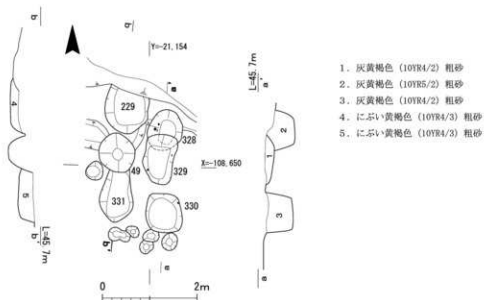 b'
Y=-21,154
a'
L=45.7m
a'
229
328
X=-108,650
49
329
331
330
b
a
4
5
L=45.7m
b
2
1
3
a
0 2m
1. 灰黄褐色 (10YR4/2) 粗砂
2. 灰黄褐色 (10YR5/2) 粗砂
3. 灰黄褐色 (10YR4/2) 粗砂
4. にぶい黄褐色 (10YR4/3) 粗砂
5. にぶい黄褐色 (10YR4/3) 粗砂